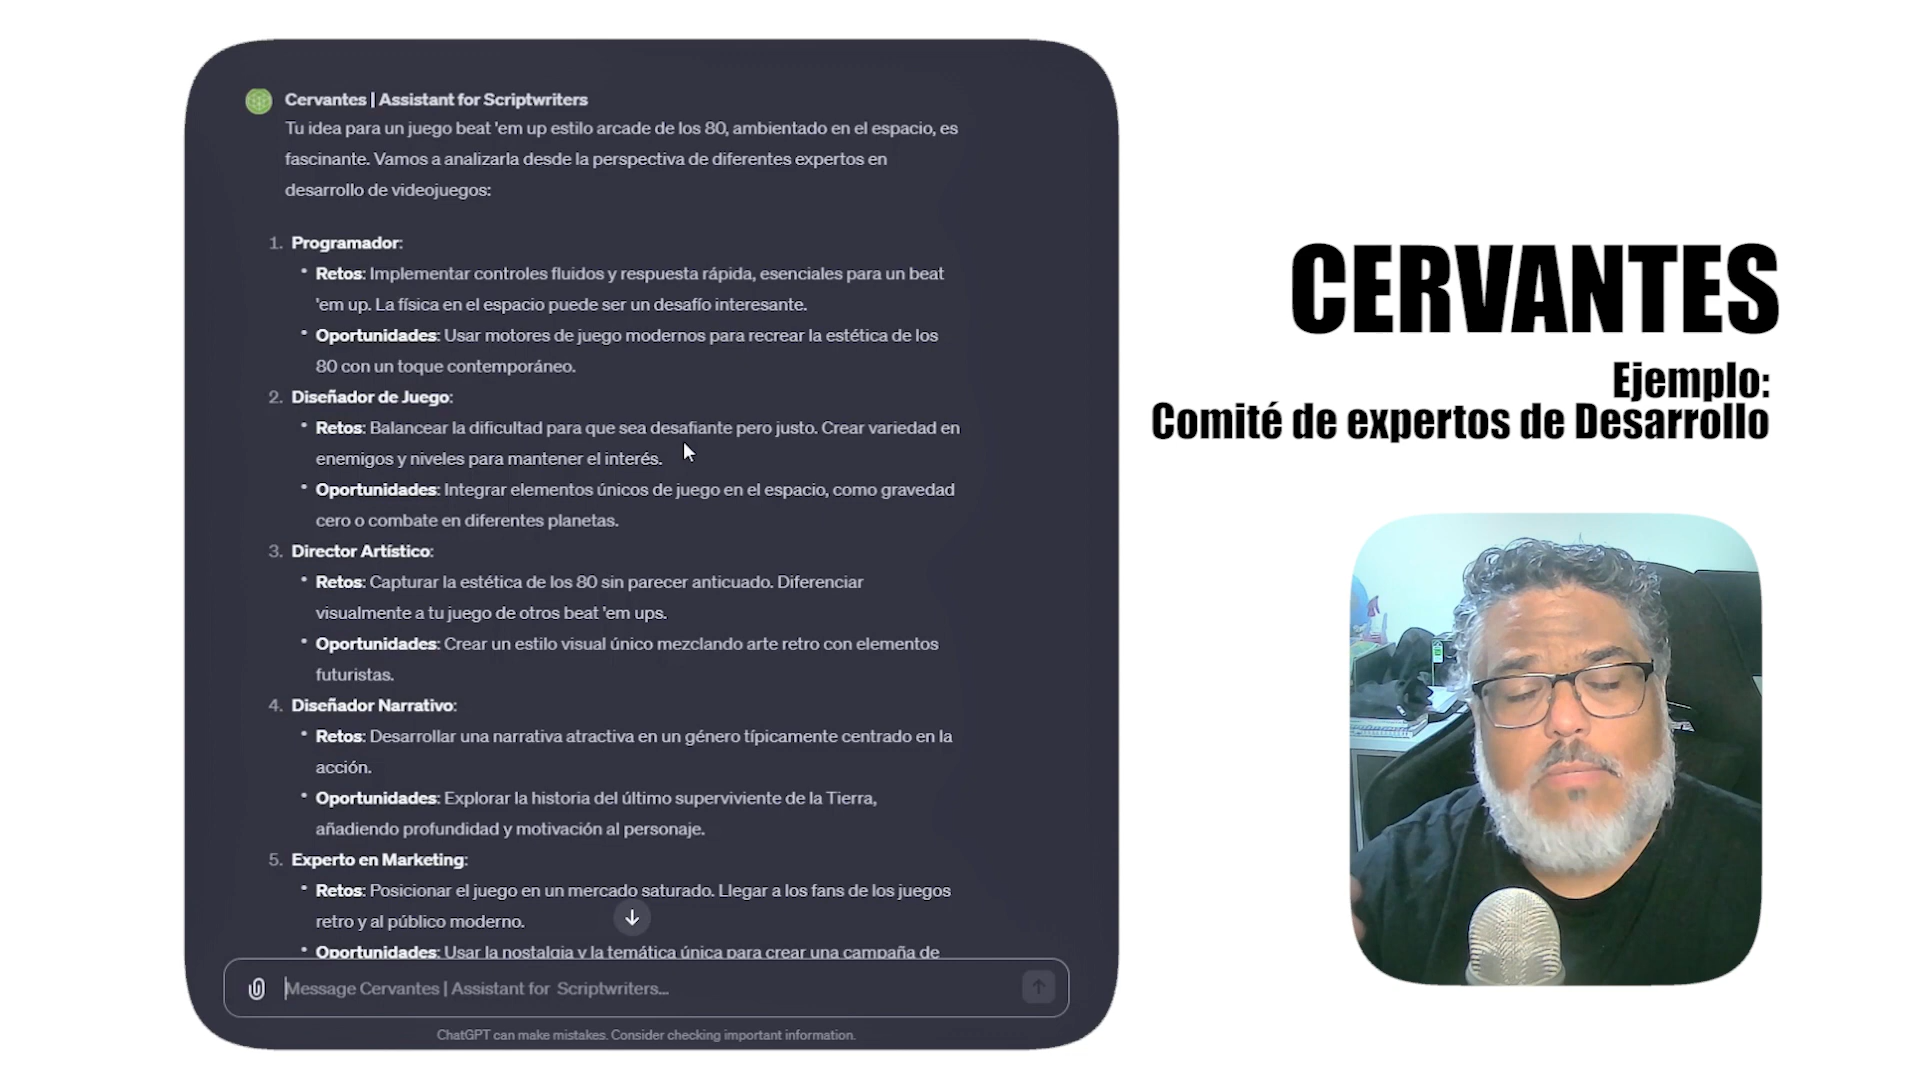 Cervantes | Assistant for Scriptwriters
Tu idea para un juego beat 'em up estilo arcade de los 80, ambientado en el espacio, es
fascinante. Vamos a analizarla desde la perspectiva de diferentes expertos en
desarrollo de videojuegos:
1. Programador:
• Retos: Implementar controles fluidos y respuesta rápida, esenciales para un beat
'em up. La física en el espacio puede ser un desafío interesante.
• Oportunidades: Usar motores de juego modernos para recrear la estética de los
80 con un toque contemporáneo.
2. Diseñador de Juego:
• Retos: Balancear la dificultad para que sea desafiante pero justo. Crear variedad en
enemigos y niveles para mantener el interés.
• Oportunidades: Integrar elementos únicos de juego en el espacio, como gravedad
cero o combate en diferentes planetas.
3. Director Artístico:
• Retos: Capturar la estética de los 80 sin parecer anticuado. Diferenciar
visualmente a tu juego de otros beat 'em ups.
• Oportunidades: Crear un estilo visual único mezclando arte retro con elementos
futuristas.
4. Diseñador Narrativo:
• Retos: Desarrollar una narrativa atractiva en un género típicamente centrado en la
acción.
• Oportunidades: Explorar la historia del último superviviente de la Tierra,
añadiendo profundidad y motivación al personaje.
5. Experto en Marketing:
• Retos: Posicionar el juego en un mercado saturado. Llegar a los fans de los juegos
retro y al público moderno.
• Oportunidades: Usar la nostalgia y la temática única para crear una campaña de
Message Cervantes | Assistant for Scriptwriters...
ChatGPT can make mistakes. Consider checking important information.
CERVANTES
Ejemplo:
Comité de expertos de Desarrollo